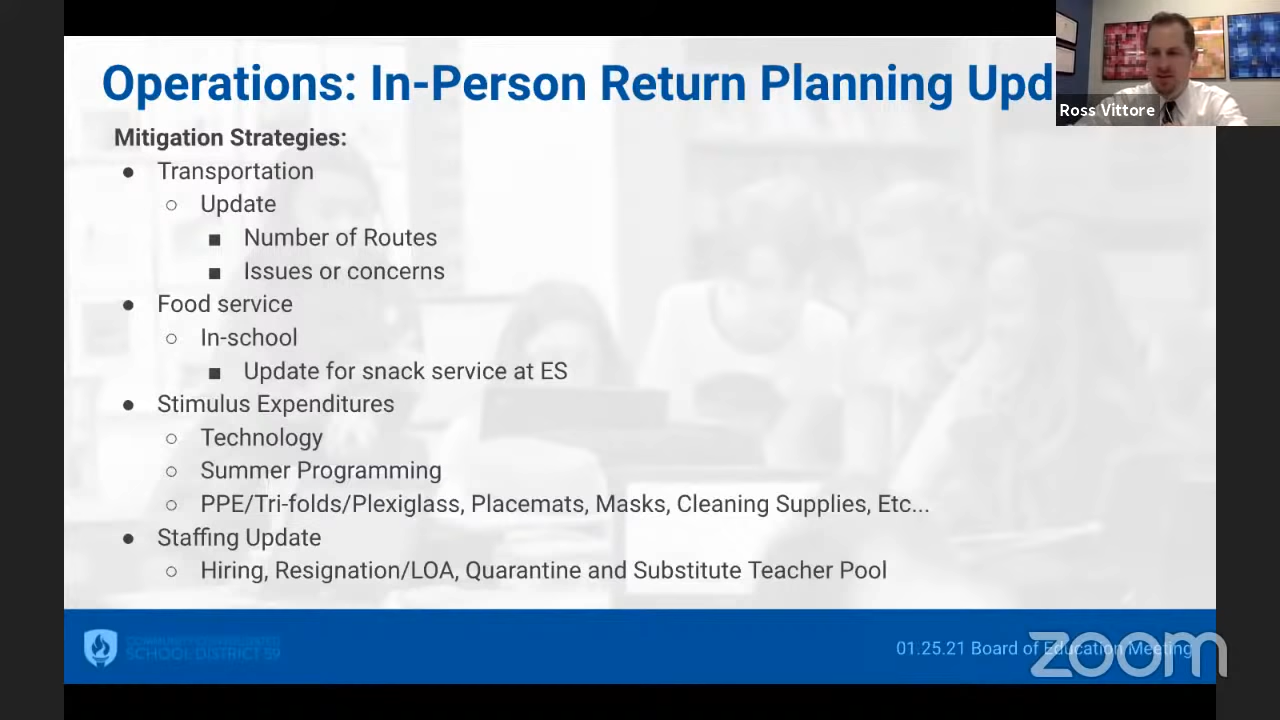 Operations: In-Person Return Planning Upd
Ross Vittore
Mitigation Strategies:
● Transportation
○ Update
■ Number of Routes
■ Issues or concerns
● Food service
○ In-school
■ Update for snack service at ES
● Stimulus Expenditures
○ Technology
○ Summer Programming
○ PPE/Tri-folds/Plexiglass, Placemats, Masks, Cleaning Supplies, Etc...
● Staffing Update
○ Hiring, Resignation/LOA, Quarantine and Substitute Teacher Pool
SCHOOL DISTRICT 59
01.25.21 Board of Education Meeting
zoom